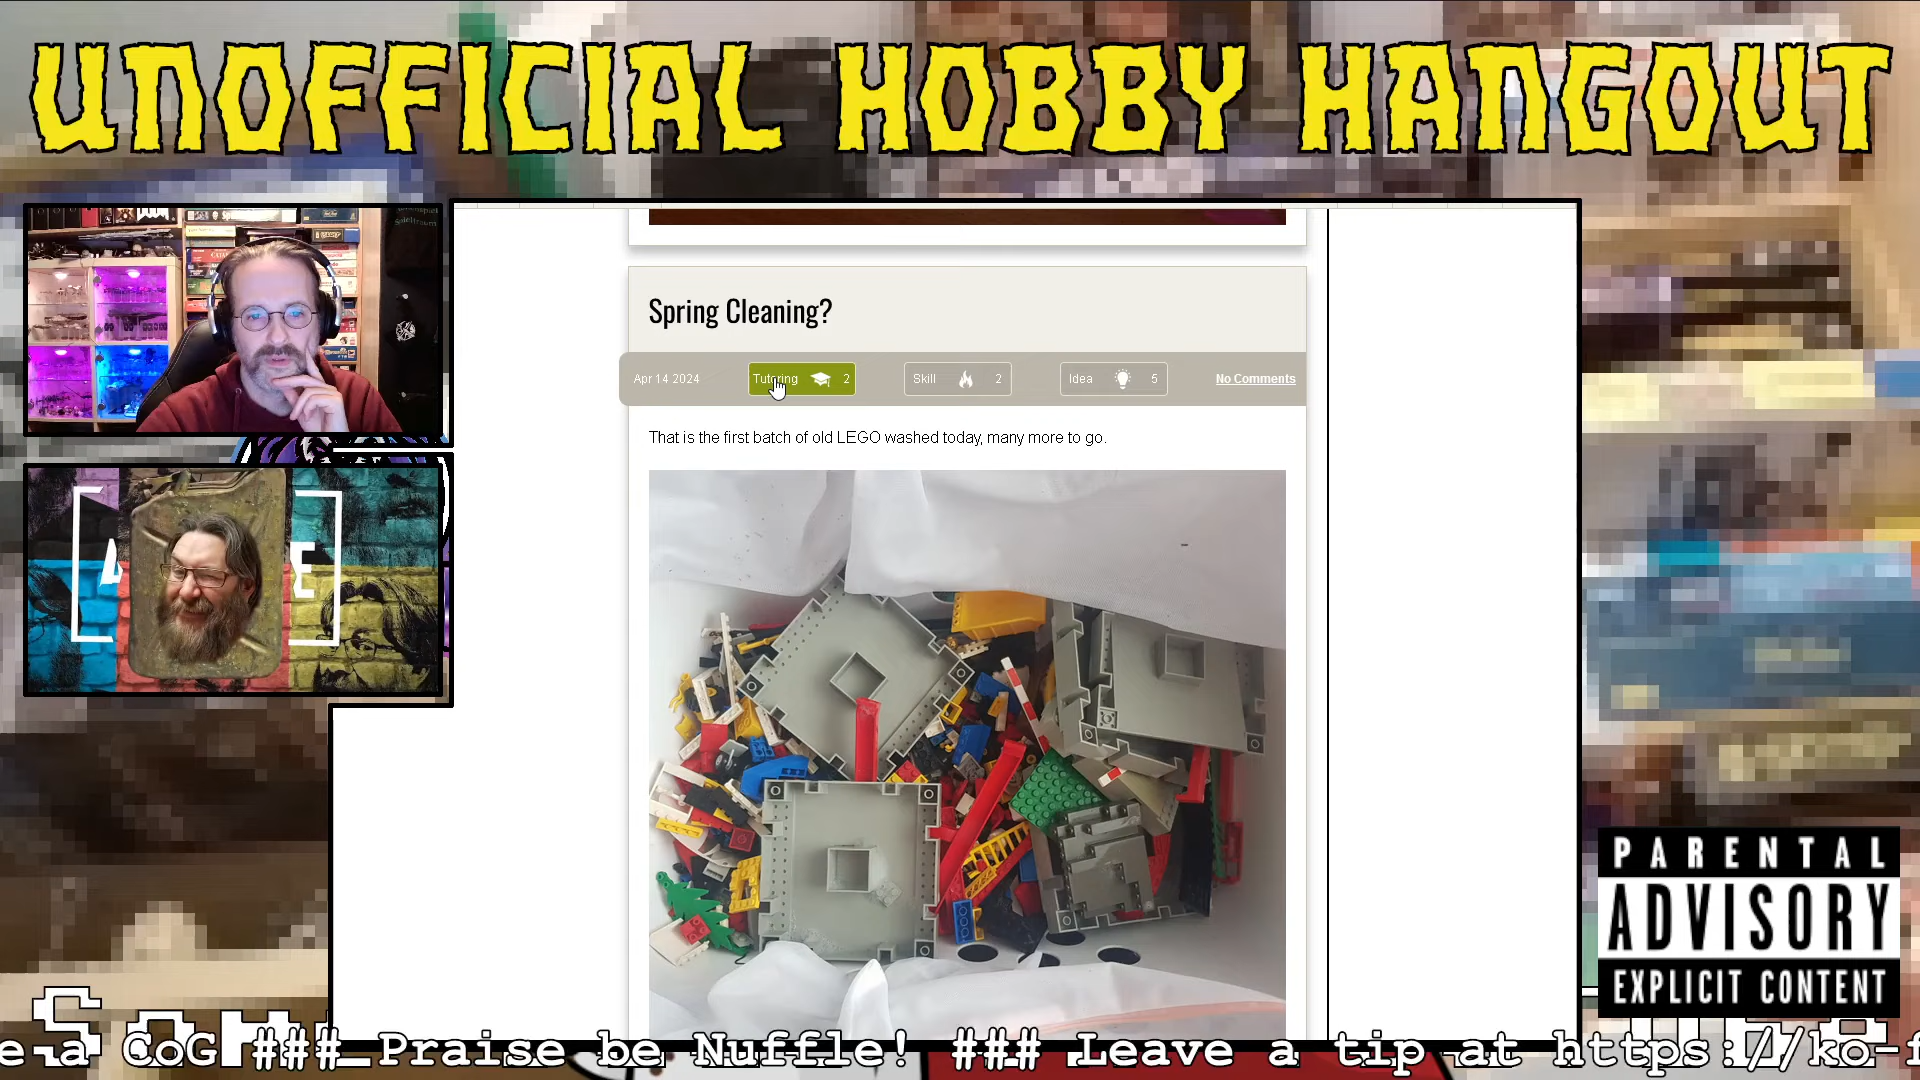 UNOFFICIAL HOBBY HANGOUT
Spring Cleaning?
Apr 14 2024
Tutoring 2
Skill 2
Idea 5
No Comments
That is the first batch of old LEGO washed today, many more to go.
PARENTAL
ADVISORY
EXPLICIT CONTENT
e a CoG ### Praise be Nuffle! ### Leave a tip at https://ko-f